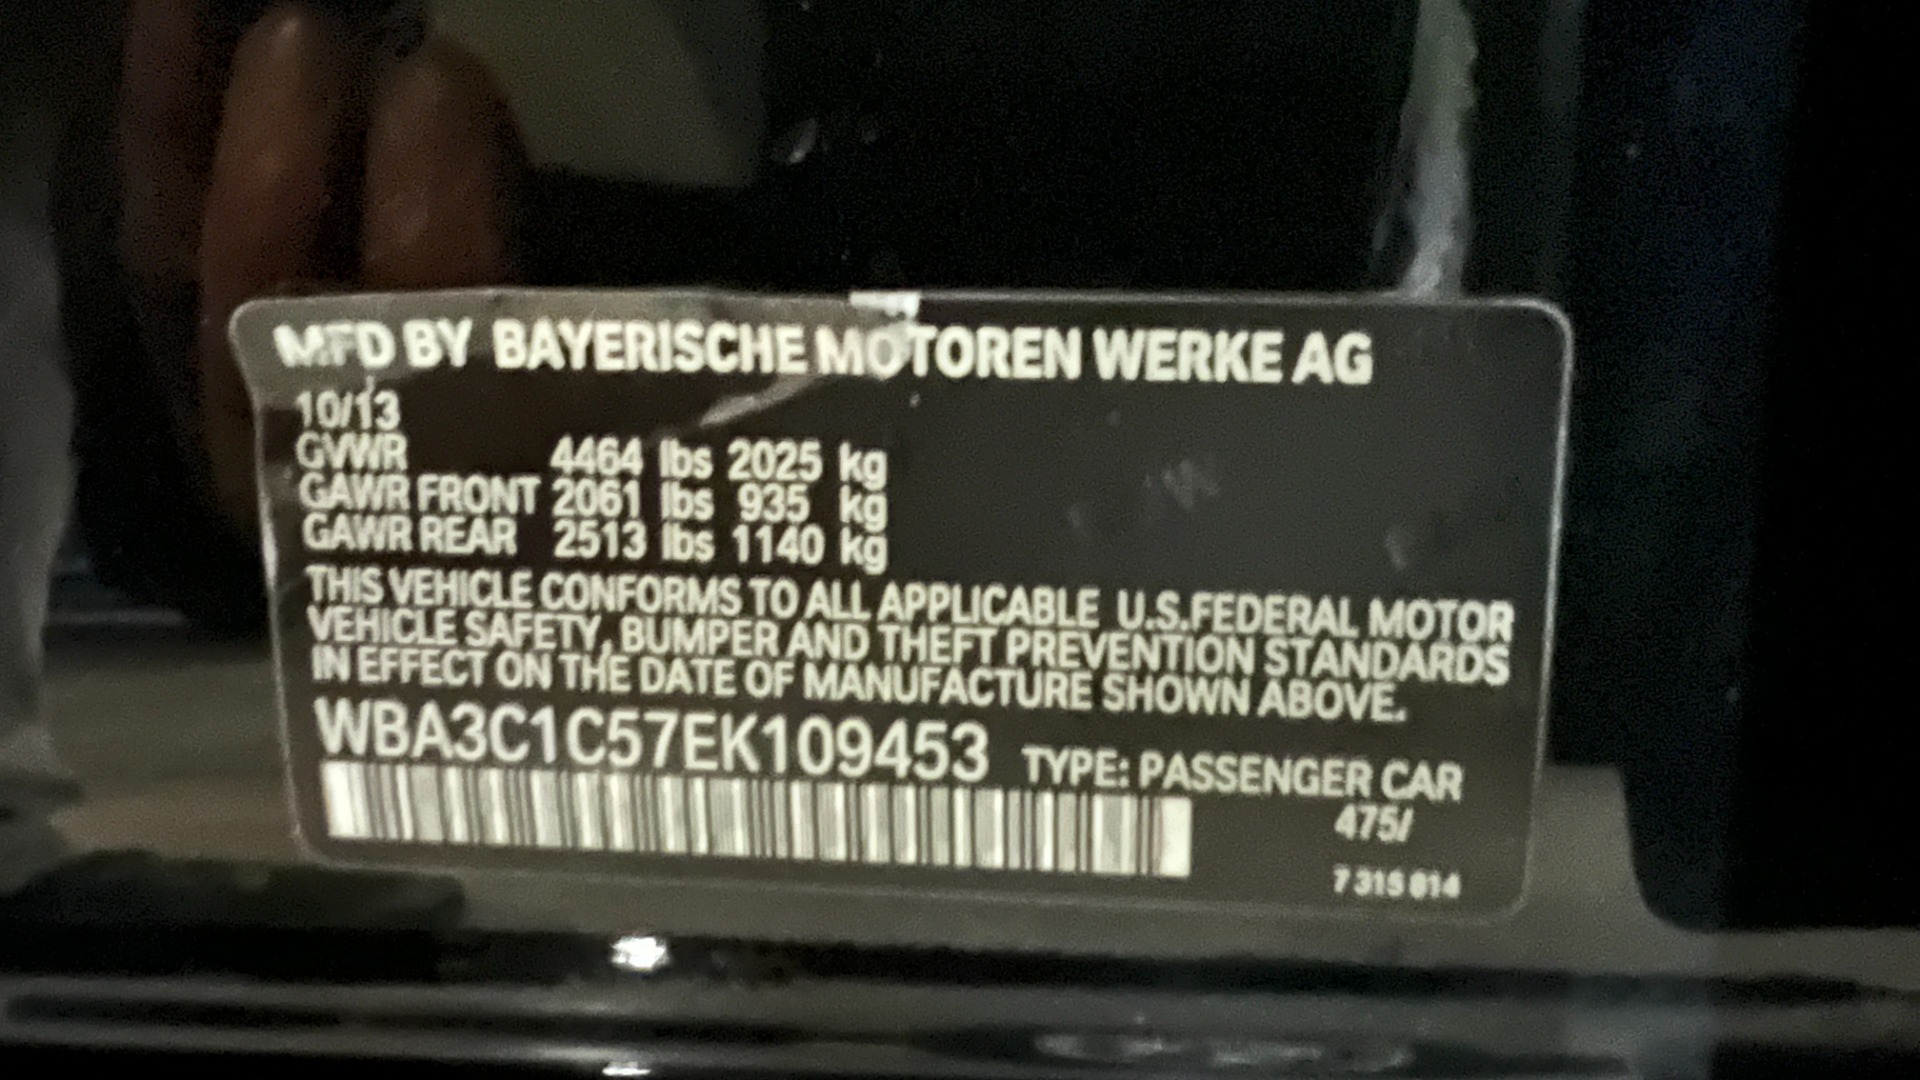 MFD BY BAYERISCHE MOTOREN WERKE AG
10/13
GVWR 4464 lbs 2025 kg
GAWR FRONT 2061 lbs 935 kg
GAWR REAR 2513 lbs 1140 kg
THIS VEHICLE CONFORMS TO ALL APPLICABLE U.S.FEDERAL MOTOR
VEHICLE SAFETY, BUMPER AND THEFT PREVENTION STANDARDS
IN EFFECT ON THE DATE OF MANUFACTURE SHOWN ABOVE.
WBA3C1C57EK109453 TYPE: PASSENGER CAR
475/
7 315 814